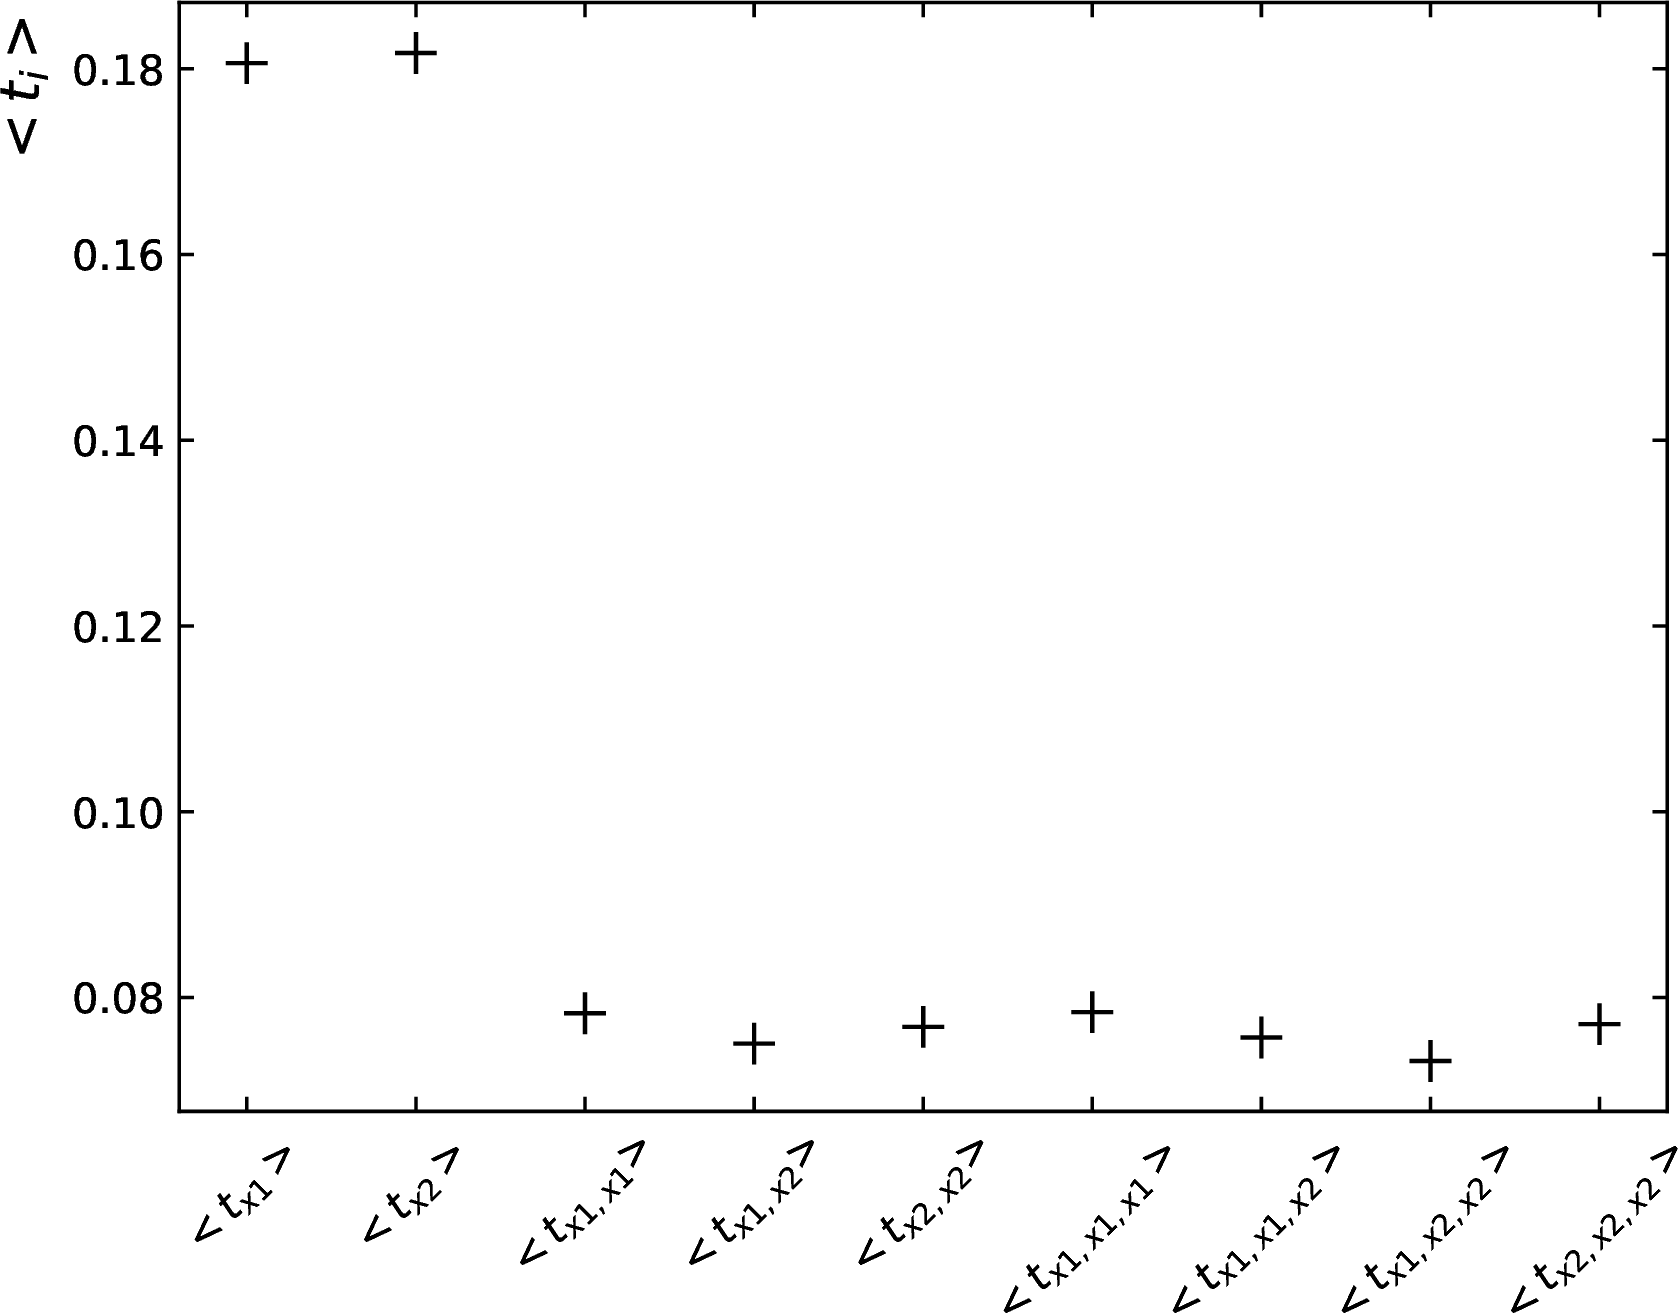 < t_i >
0.18
0.16
0.14
0.12
0.10
0.08
< t_x1 >
< t_x2 >
< t_x1,x1 >
< t_x1,x2 >
< t_x2,x2 >
< t_x1,x1,x1 >
< t_x1,x1,x2 >
< t_x1,x2,x2 >
< t_x2,x2,x2 >